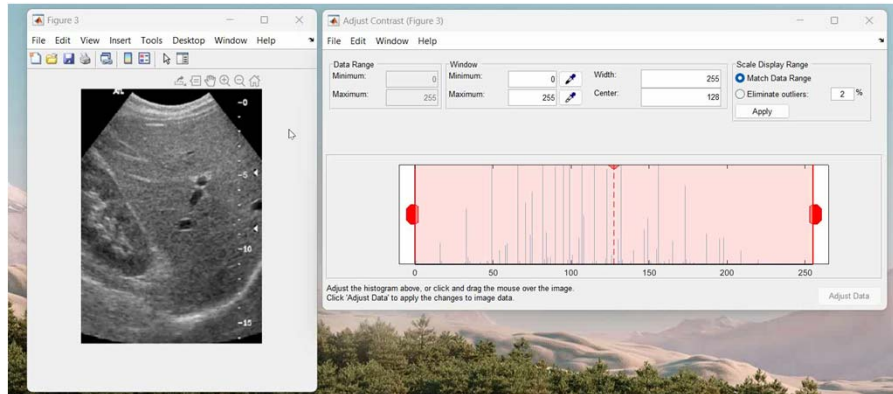 Figure 3
File Edit View Insert Tools Desktop Window Help
-0
-5
-10
-15
Adjust Contrast (Figure 3)
File Edit Window Help
Data Range
Minimum: 0
Maximum: 255
Window
Minimum: 0
Maximum: 255
Width: 255
Center: 128
Scale Display Range
Match Data Range
Eliminate outliers: 2 %
Apply
0 50 100 150 200 250
Adjust the histogram above, or click and drag the mouse over the image.
Click 'Adjust Data' to apply the changes to image data.
Adjust Data